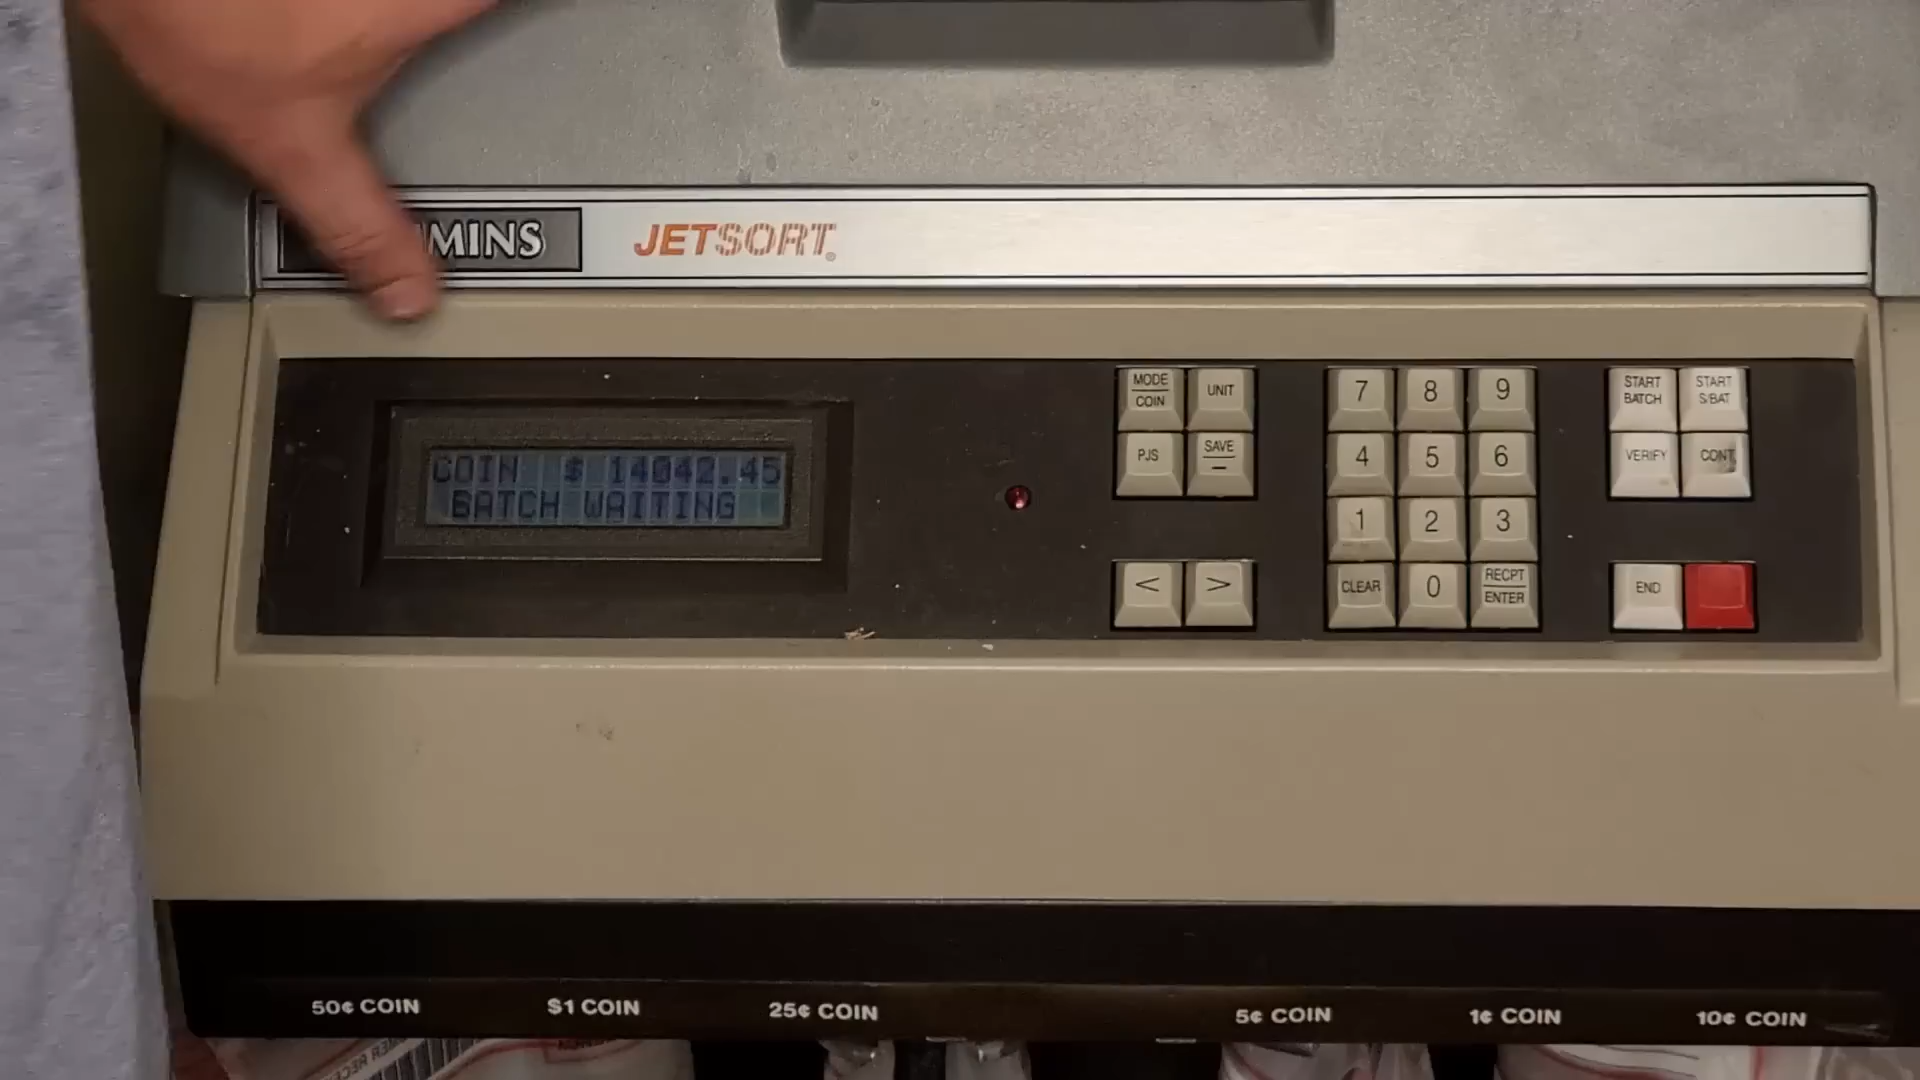 MINS JETSORT®
COIN $ 14042.45
BATCH WAITING
MODE
COIN
UNIT
PJS
SAVE
–
< >
7 8 9
4 5 6
1 2 3
CLEAR 0 RECPT
ENTER
START
BATCH
START
S/BAT
VERIFY CONT
END
50¢ COIN $1 COIN 25¢ COIN 5¢ COIN 1¢ COIN 10¢ COIN